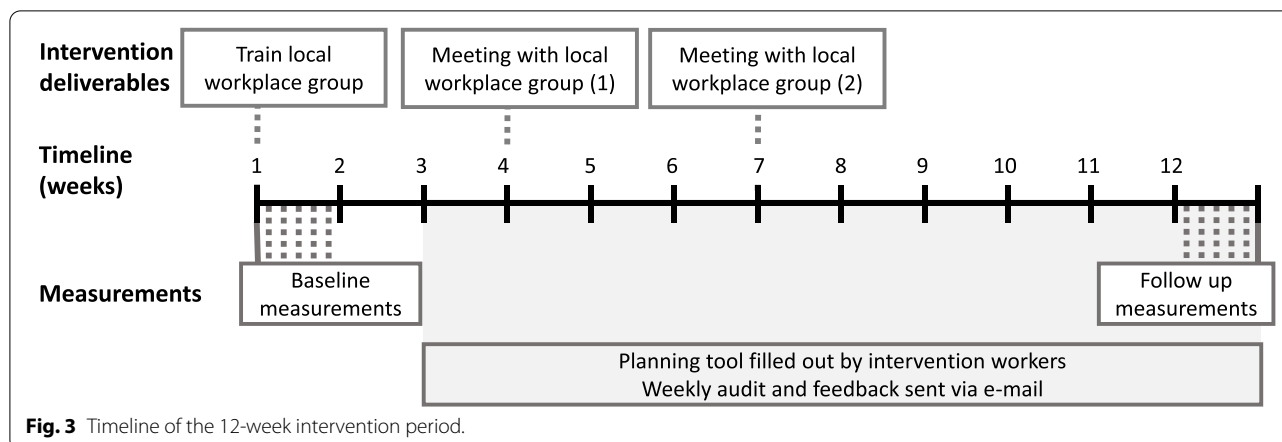 Intervention
deliverables
Train local
workplace group
Meeting with local
workplace group (1)
Meeting with local
workplace group (2)
Timeline
(weeks)
1 2 3 4 5 6 7 8 9 10 11 12
Measurements
Baseline
measurements
Follow up
measurements
Planning tool filled out by intervention workers
Weekly audit and feedback sent via e-mail
Fig. 3 Timeline of the 12-week intervention period.